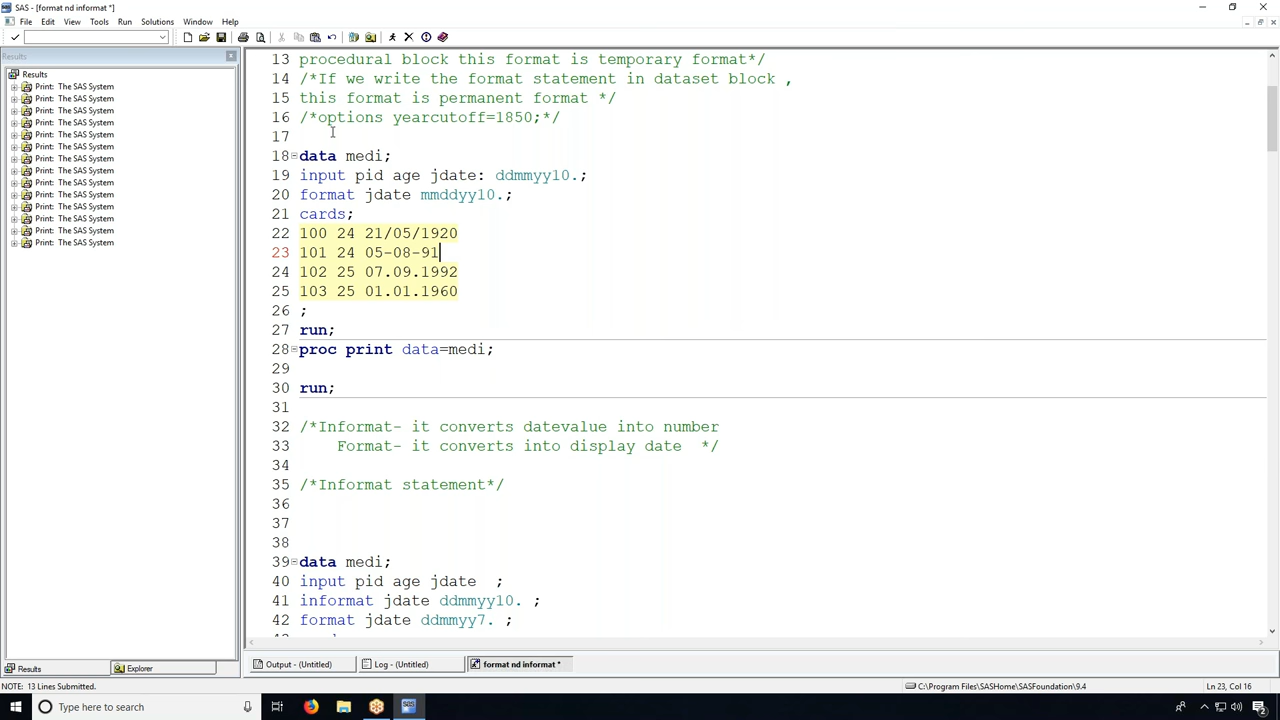 SAS - [format nd informat *]
File Edit View Tools Run Solutions Window Help
Results
Results
Print: The SAS System
Print: The SAS System
Print: The SAS System
Print: The SAS System
Print: The SAS System
Print: The SAS System
Print: The SAS System
Print: The SAS System
Print: The SAS System
Print: The SAS System
Print: The SAS System
Print: The SAS System
Print: The SAS System
Print: The SAS System
13 procedural block this format is temporary format*/
14 /*If we write the format statement in dataset block ,
15 this format is permanent format */
16 /*options yearcutoff=1850;*/
17
18 data medi;
19 input pid age jdate: ddmmyy10.;
20 format jdate mmddyy10.;
21 cards;
22 100 24 21/05/1920
23 101 24 05-08-91
24 102 25 07.09.1992
25 103 25 01.01.1960
26 ;
27 run;
28 proc print data=medi;
29
30 run;
31
32 /*Informat- it converts datevalue into number
33 Format- it converts into display date */
34
35 /*Informat statement*/
36
37
38
39 data medi;
40 input pid age jdate ;
41 informat jdate ddmmyy10. ;
42 format jdate ddmmyy7. ;
Results Explorer
Output - (Untitled) Log - (Untitled) format nd informat *
NOTE: 13 Lines Submitted.
C:\Program Files\SASHome\SASFoundation\9.4
Ln 23, Col 16
Type here to search